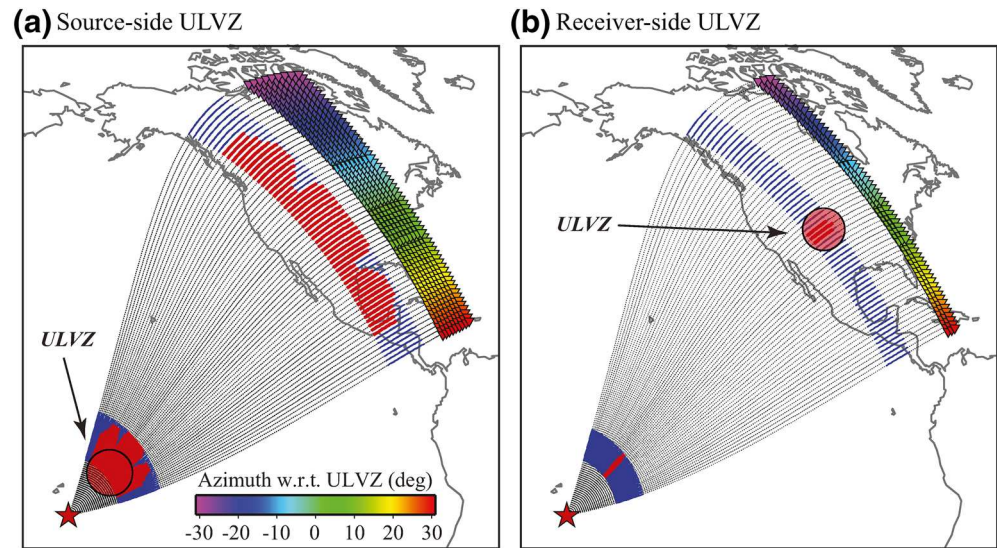 (a) Source-side ULVZ
(b) Receiver-side ULVZ
ULVZ
ULVZ
Azimuth w.r.t. ULVZ (deg)
-30 -20 -10 0 10 20 30